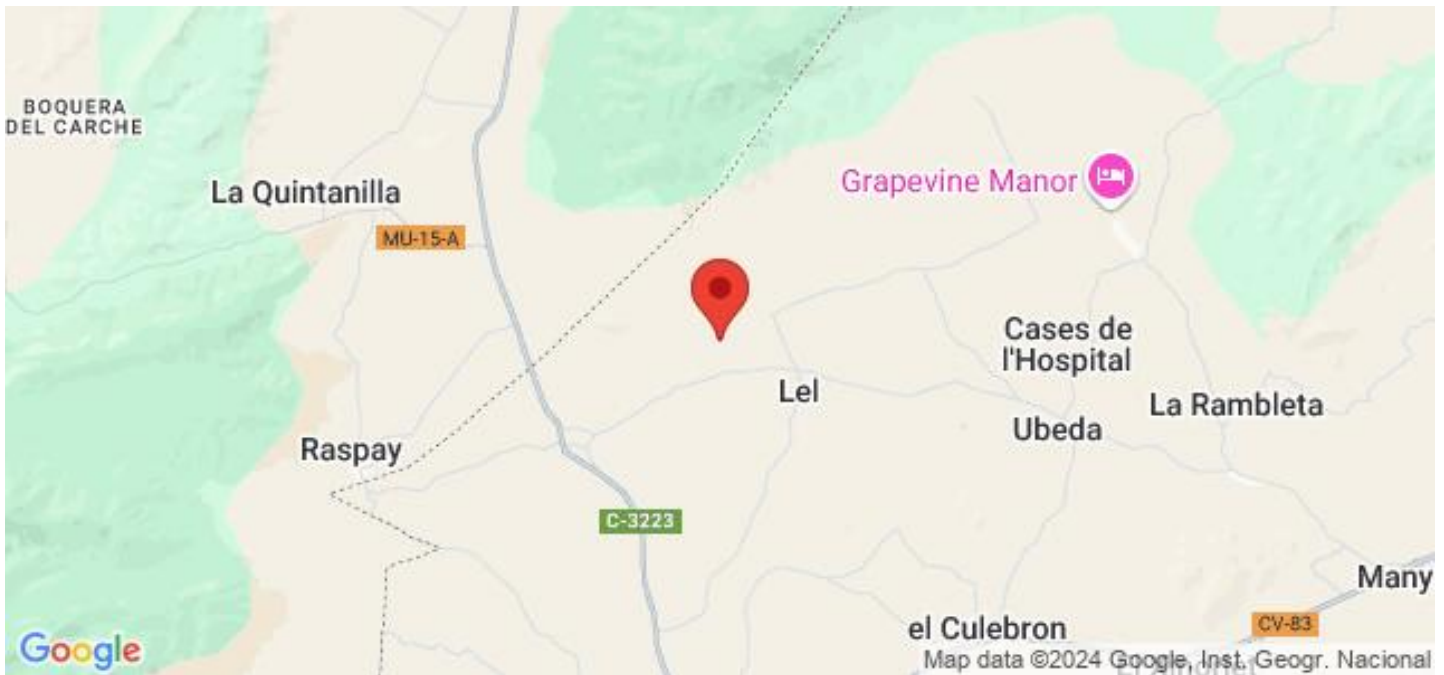 BOQUERA
DEL CARCHE
La Quintanilla
MU-15-A
Grapevine Manor
Cases de
l'Hospital
Lel
La Rambleta
Ubeda
Raspay
C-3223
Many
el Culebron
CV-83
Google
Map data ©2024 Google, Inst. Geogr. Nacional